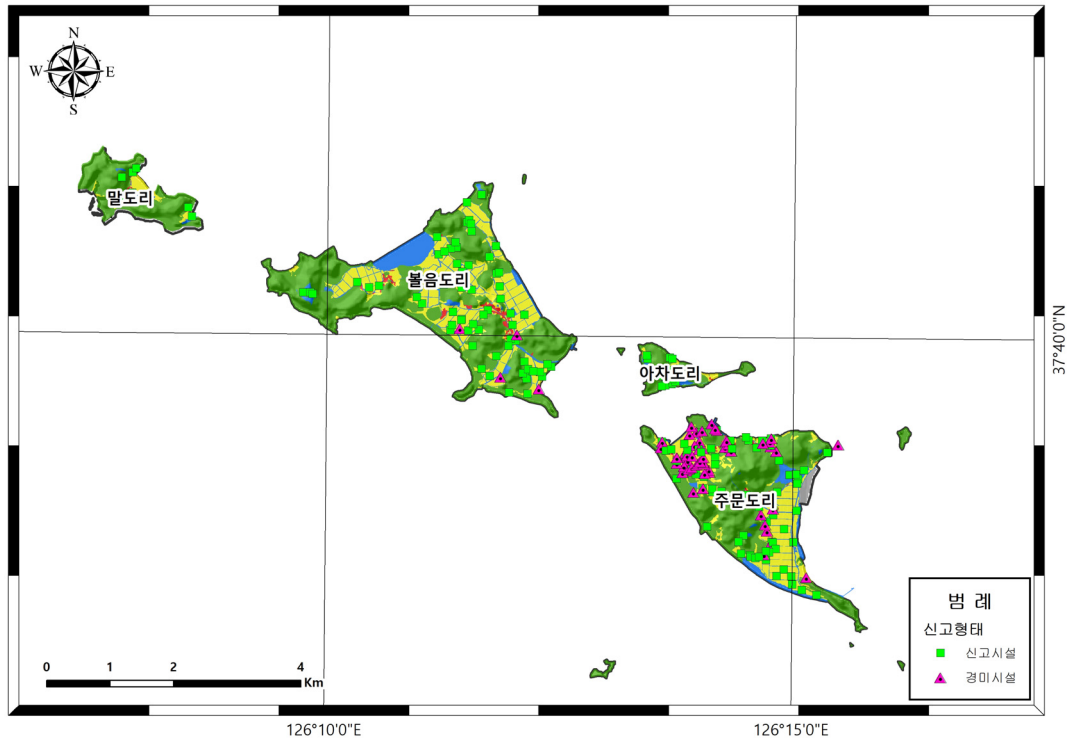 N
W E
S
말도리
볼음도리
아차도리
주문도리
37°40'0"N
범 례
신고형태
신고시설
경미시설
0 1 2 4
Km
126°10'0"E 126°15'0"E